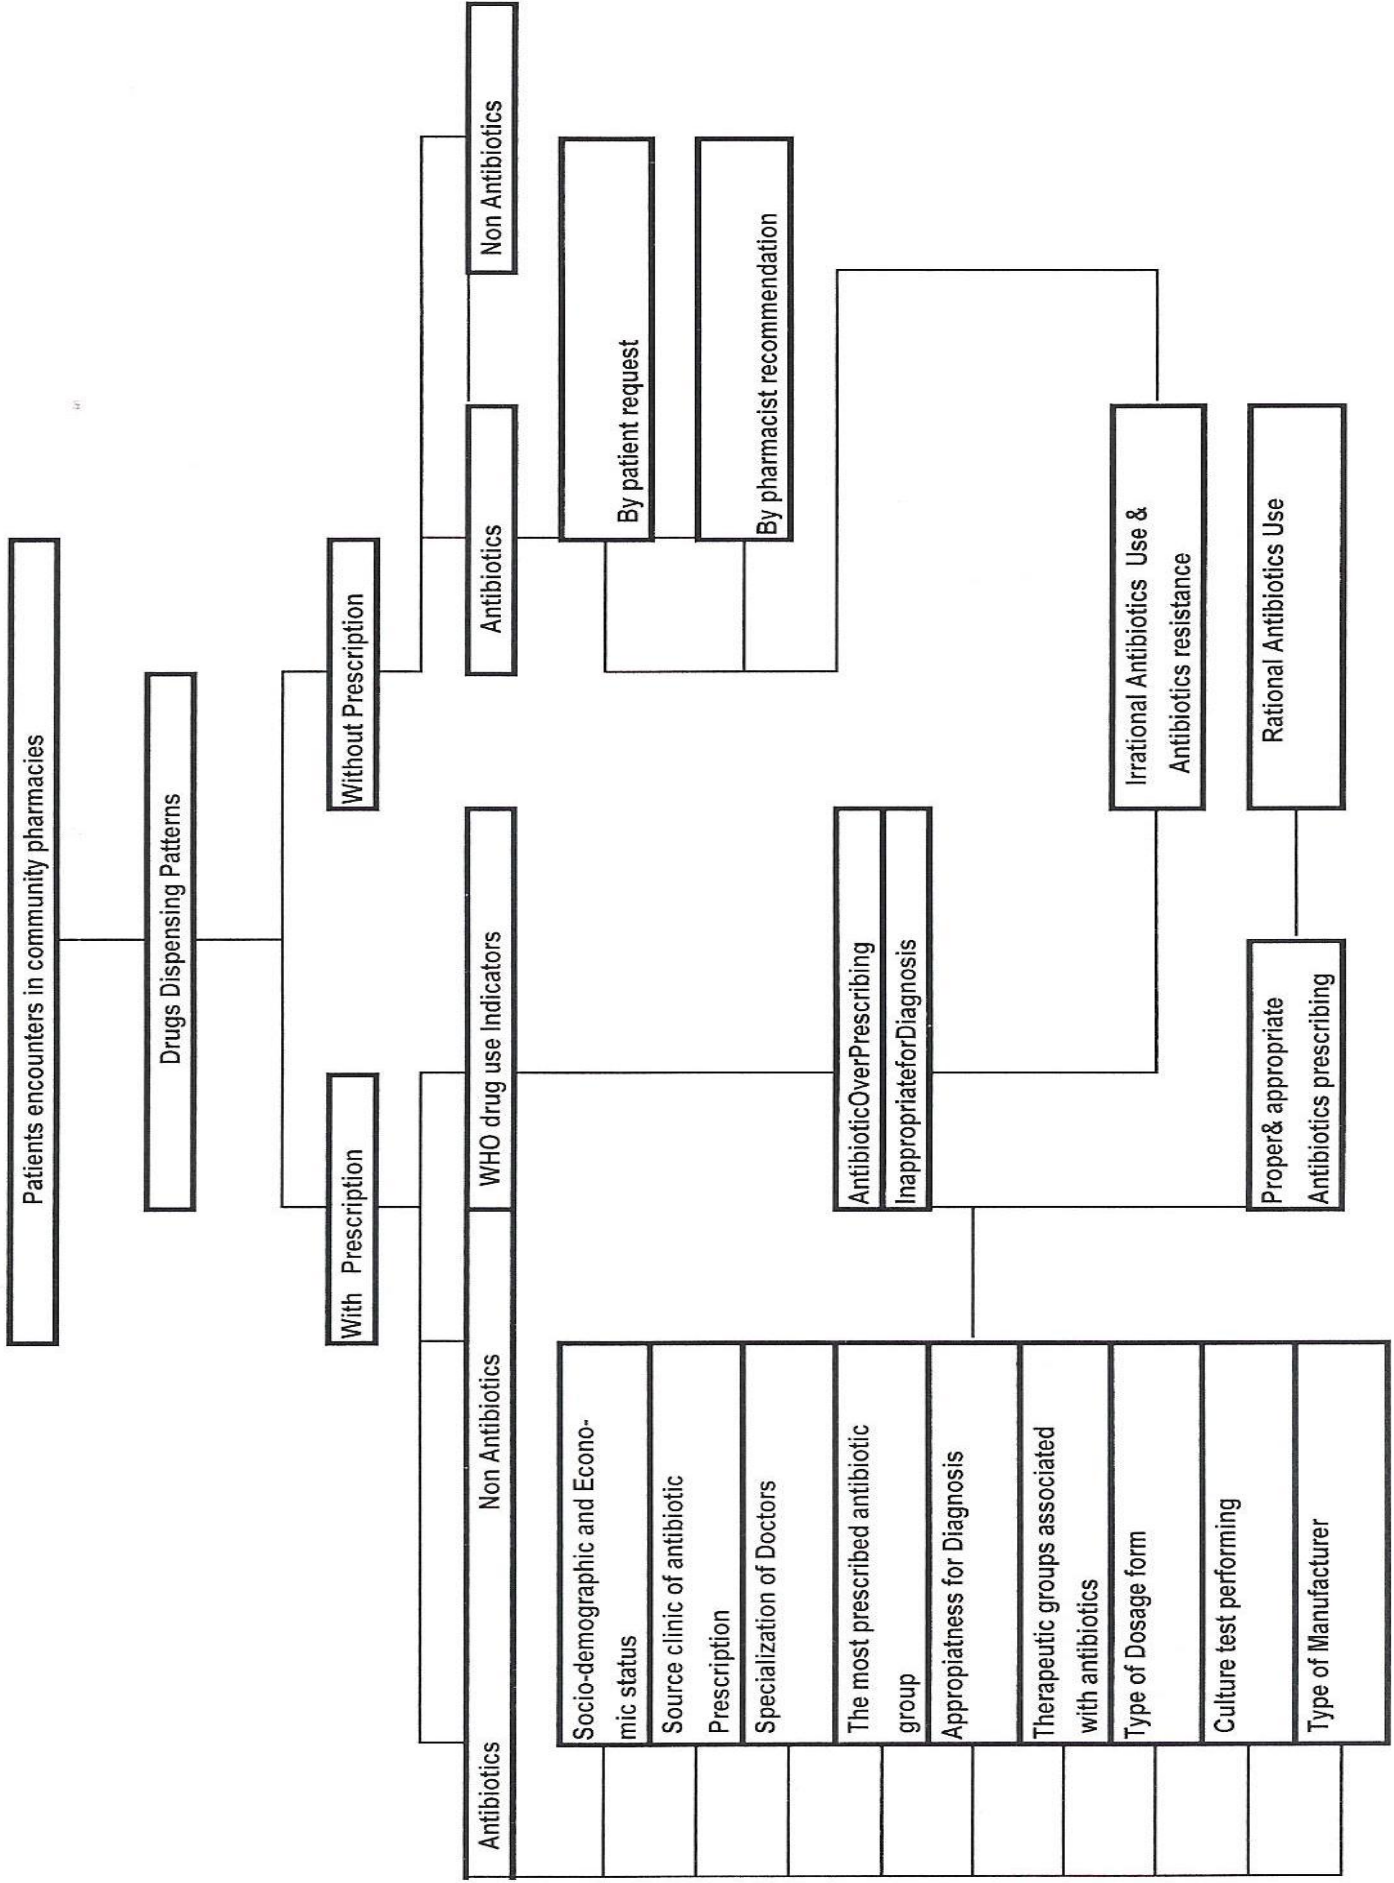 Patients encounters in community pharmacies
Drugs Dispensing Patterns
With Prescription
Without Prescription
Antibiotics
Non Antibiotics
WHO drug use Indicators
Antibiotics
Non Antibiotics
Socio-demographic and Econo-
mic status
Source clinic of antibiotic
Prescription
Specialization of Doctors
The most prescribed antibiotic
group
Appropiatness for Diagnosis
Therapeutic groups associated
with antibiotics
Type of Dosage form
Culture test performing
Type of Manufacturer
By patient request
By pharmacist recommendation
AntibioticOverPrescribing
InappropriateforDiagnosis
Irrational Antibiotics Use &
Antibiotics resistance
Proper& appropriate
Antibiotics prescribing
Rational Antibiotics Use